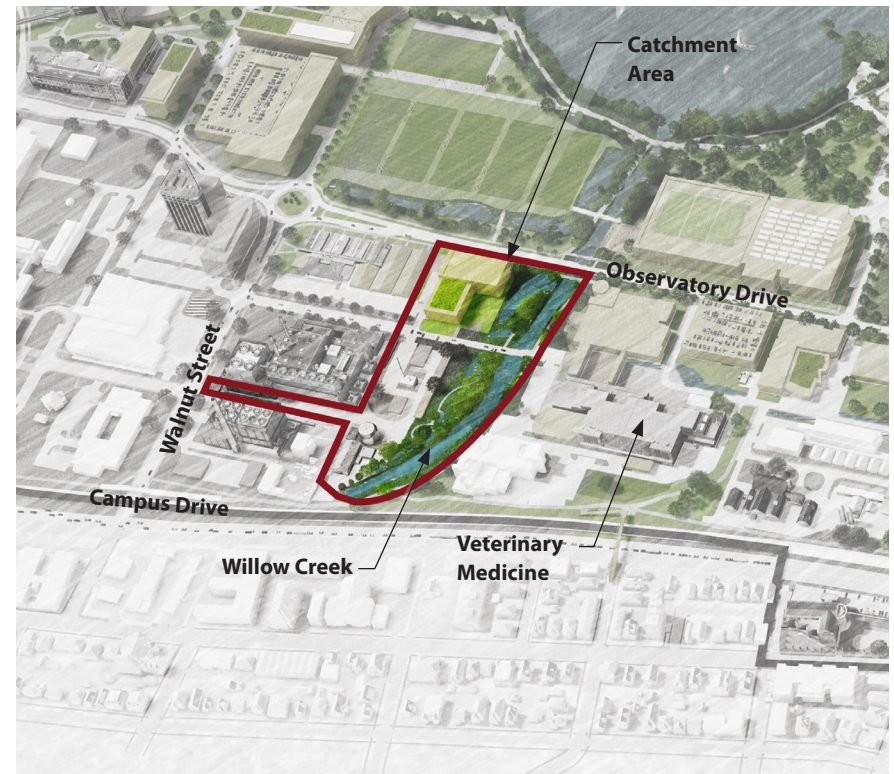 Catchment
Area
Observatory Drive
Walnut Street
Campus Drive
Willow Creek
Veterinary
Medicine